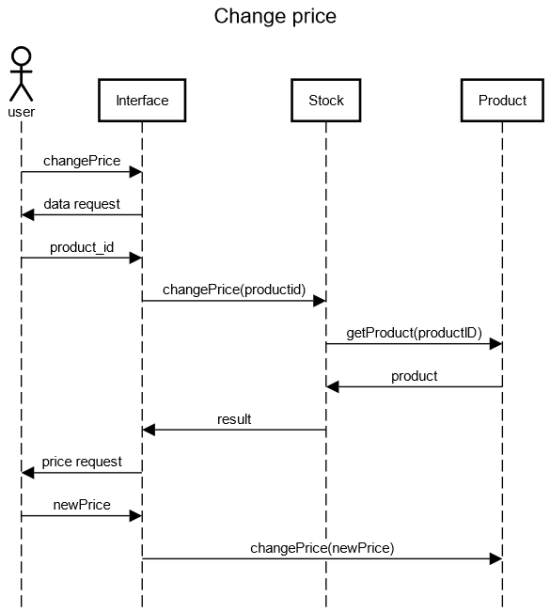 Change price
user
Interface
Stock
Product
changePrice
data request
product_id
changePrice(productid)
getProduct(productID)
product
result
price request
newPrice
changePrice(newPrice)